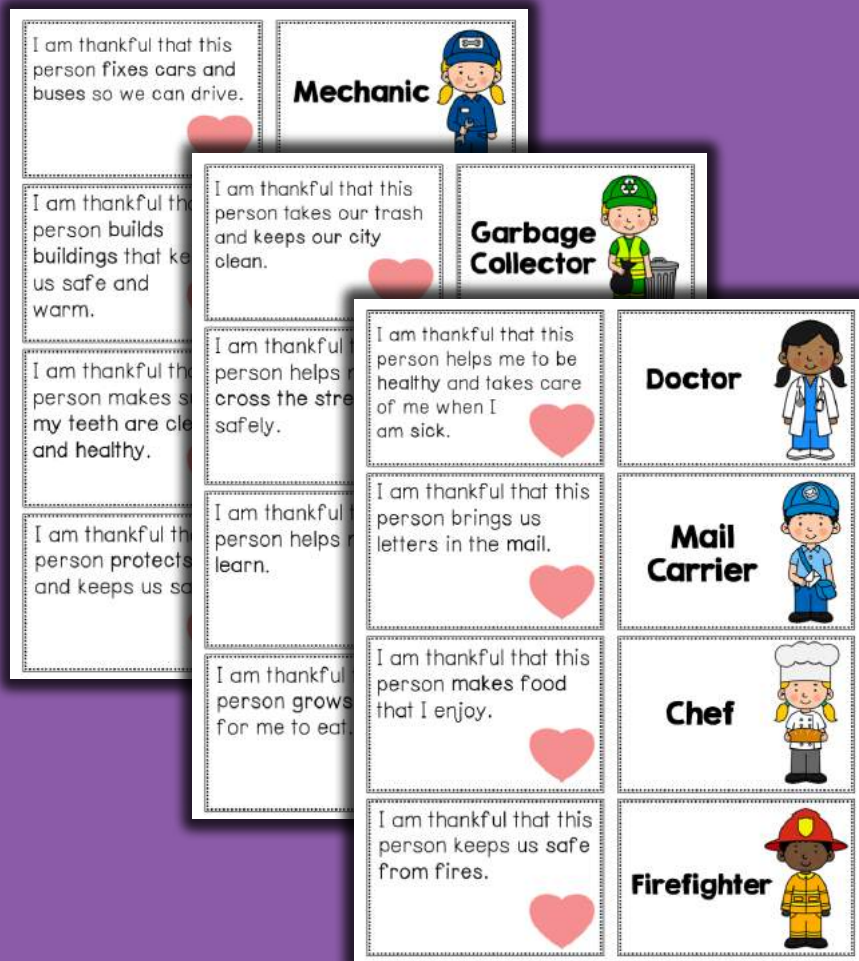 I am thankful that this
person fixes cars and
buses so we can drive.
Mechanic
I am thankful
person builds
buildings that
us safe and
warm.
I am thankful
person makes
my teeth are
and healthy.
I am thankful
person protects
and keeps us
I am thankful that this
person takes our trash
and keeps our city
clean.
Garbage
Collector
I am thankful
person helps
cross the
safely.
I am thankful
person helps
learn.
I am thankful
person grows
for me to eat.
I am thankful that this
person helps me to be
healthy and takes care
of me when I
am sick.
Doctor
I am thankful that this
person brings us
letters in the mail.
Mail
Carrier
I am thankful that this
person makes food
that I enjoy.
Chef
I am thankful that this
person keeps us safe
from fires.
Firefighter